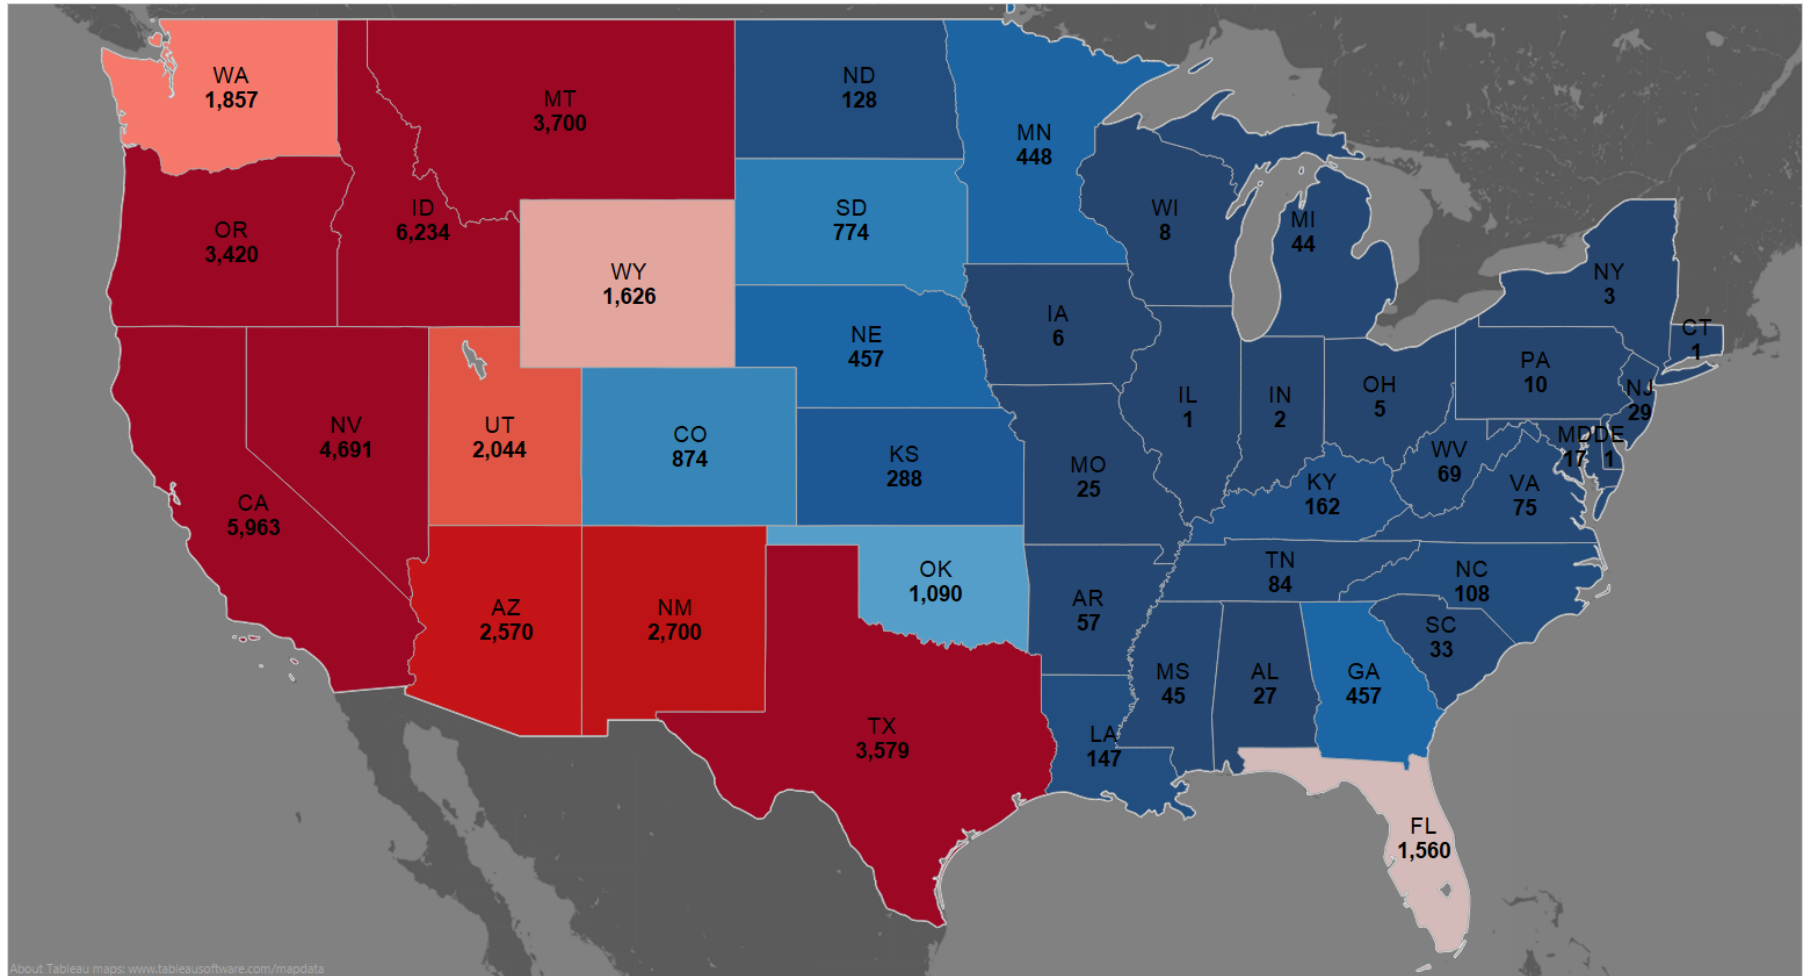 WA
1,857
MT
3,700
ND
128
MN
448
OR
3,420
ID
6,234
WY
1,626
SD
774
WI
8
MI
44
NY
3
CT
1
IA
6
NE
457
PA
10
NJ
29
NV
4,691
UT
2,044
CO
874
KS
288
MO
25
IL
1
IN
2
OH
5
MD
17
DE
1
WV
69
VA
75
KY
162
CA
5,963
AZ
2,570
NM
2,700
OK
1,090
AR
57
TN
84
NC
108
SC
33
MS
45
AL
27
GA
457
TX
3,579
LA
147
FL
1,560
About Tableau maps: www.tableausoftware.com/mapdata